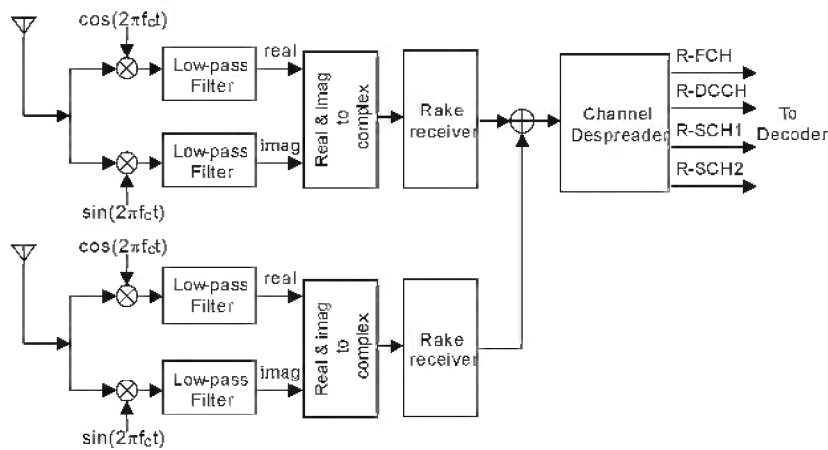 cos(2πfct)
real
Low-pass
Filter
Low-pass
Filter
imag
sin(2πfct)
Real & Imag
to
complex
Rake
receiver
Channel
Despreader
R-FCH
R-DCCH
R-SCH1
R-SCH2
To
Decoder
cos(2πfct)
real
Low-pass
Filter
Low-pass
Filter
imag
sin(2πfct)
Real & imag
to
complex
Rake
receiver